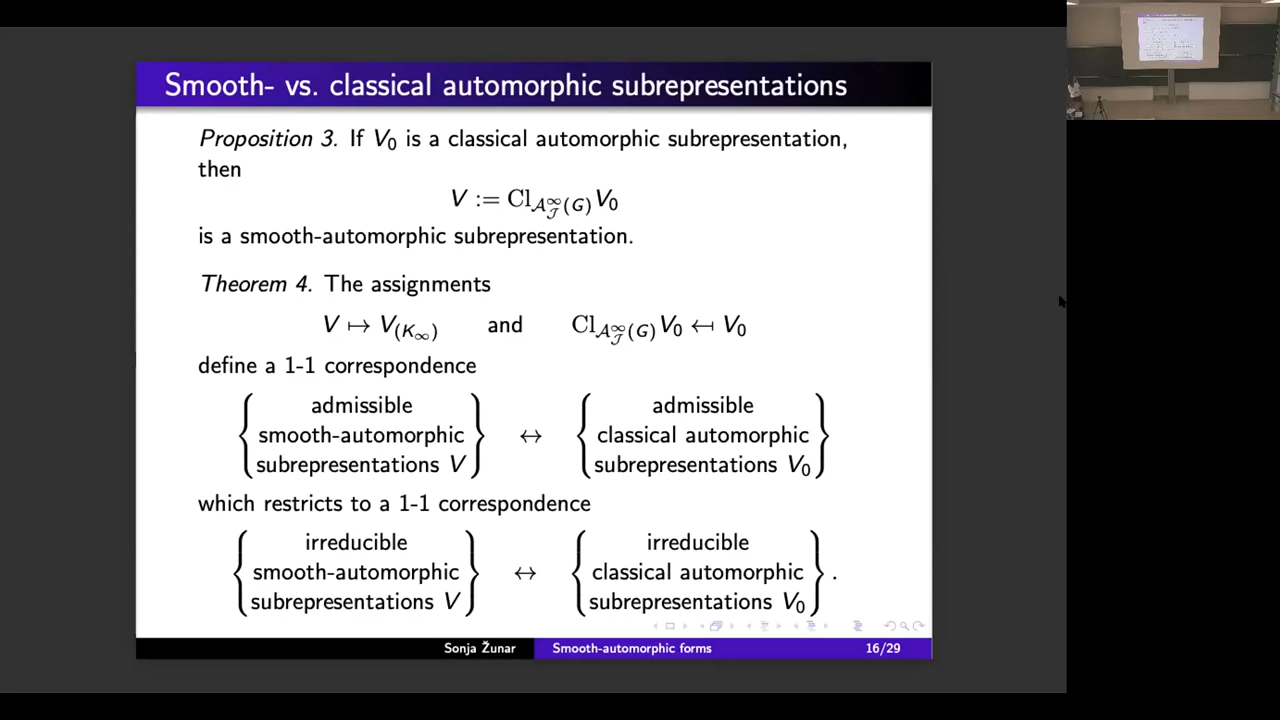 Smooth- vs. classical automorphic subrepresentations
Proposition 3. If V₀ is a classical automorphic subrepresentation,
then
V := Cl_{𝒜^∞_𝒥(G)} V₀
is a smooth-automorphic subrepresentation.
Theorem 4. The assignments
V ↦ V_{(K_∞)} and Cl_{𝒜^∞_𝒥(G)} V₀ ↤ V₀
define a 1-1 correspondence
{ admissible smooth-automorphic subrepresentations V } ↔ { admissible classical automorphic subrepresentations V₀ }
which restricts to a 1-1 correspondence
{ irreducible smooth-automorphic subrepresentations V } ↔ { irreducible classical automorphic subrepresentations V₀ } .
Sonja Žunar Smooth-automorphic forms 16/29